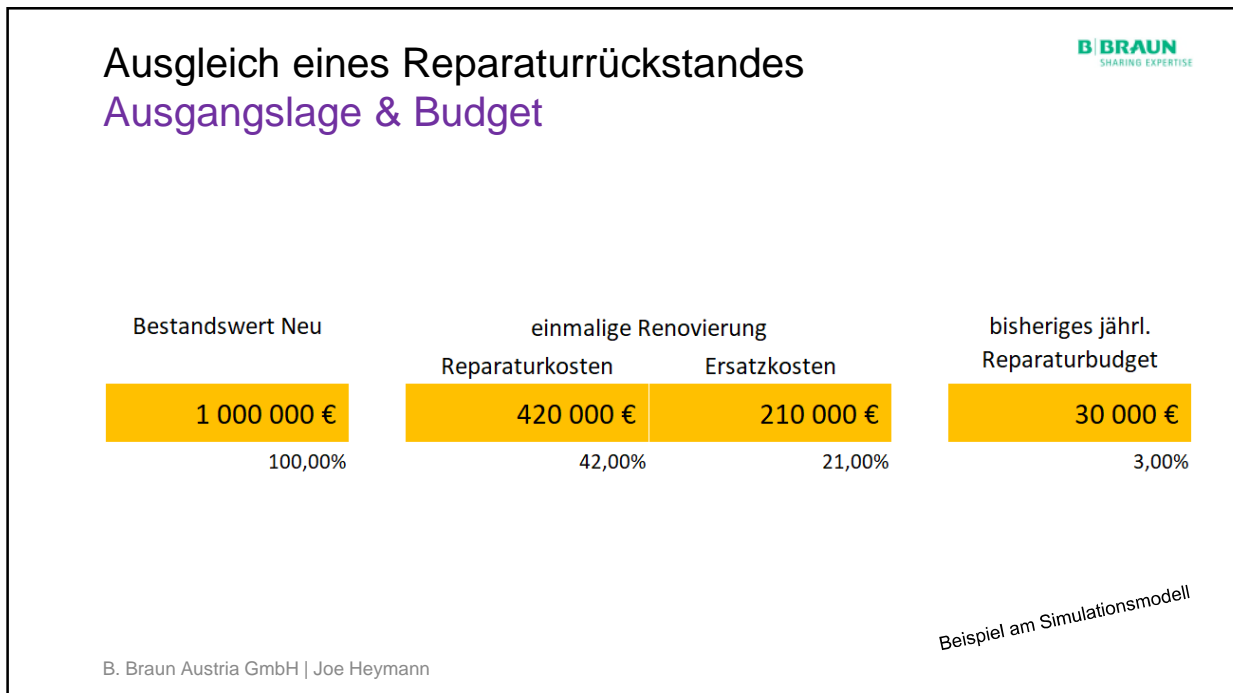 Ausgleich eines Reparaturrückstandes
Ausgangslage & Budget
B|BRAUN
SHARING EXPERTISE
Bestandswert Neu
einmalige Renovierung
bisheriges jährl.
Reparaturkosten Ersatzkosten Reparaturbudget
1 000 000 € 420 000 € 210 000 € 30 000 €
100,00% 42,00% 21,00% 3,00%
Beispiel am Simulationsmodell
B. Braun Austria GmbH | Joe Heymann